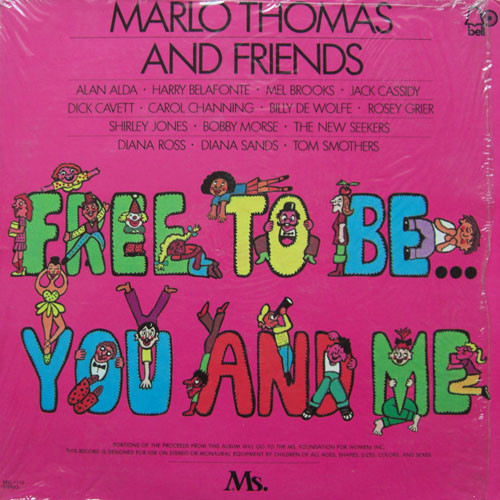 MARLO THOMAS
AND FRIENDS
bell
ALAN ALDA · HARRY BELAFONTE · MEL BROOKS · JACK CASSIDY
DICK CAVETT · CAROL CHANNING · BILLY DE WOLFE · ROSEY GRIER
SHIRLEY JONES · BOBBY MORSE · THE NEW SEEKERS
DIANA ROSS · DIANA SANDS · TOM SMOTHERS
FREE TO BE...
YOU AND ME
PORTIONS OF THE PROCEEDS FROM THIS ALBUM WILL GO TO THE MS. FOUNDATION FOR WOMEN, INC.
THIS RECORD IS DESIGNED FOR USE ON STEREO OR MONAURAL EQUIPMENT BY CHILDREN OF ALL AGES, SHAPES, SIZES, COLORS, AND SEXES.
Ms.